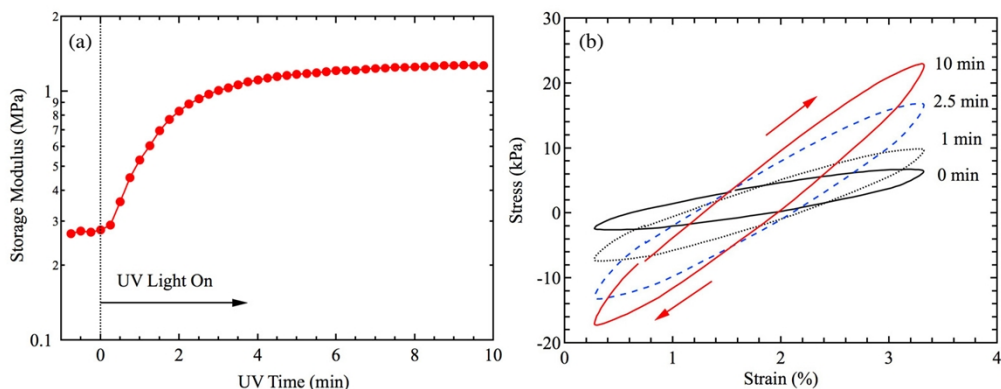 (a)
Storage Modulus (MPa)
2
1
9
8
7
6
5
4
3
2
0.1
UV Light On
0 2 4 6 8 10
UV Time (min)
(b)
Stress (kPa)
30
20
10
0
-10
-20
10 min
2.5 min
1 min
0 min
0 1 2 3 4
Strain (%)